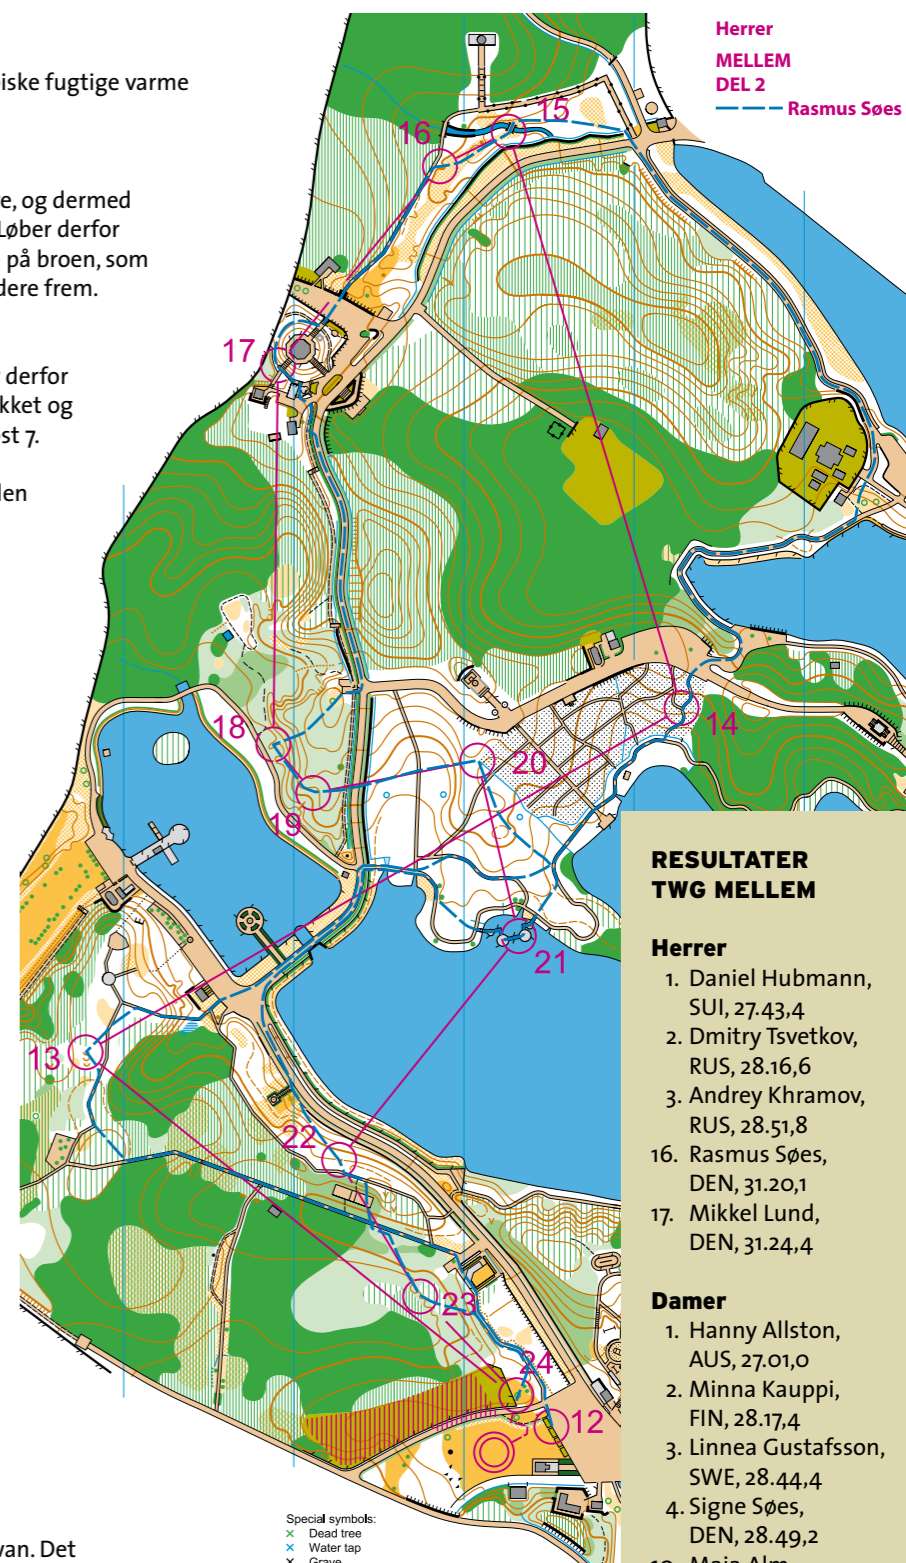 iske fugtige varme
e, og dermed
Løber derfor
på broen, som
dere frem.
derfor
kket og
st 7.
len
Herrer
MELLEM
DEL 2
Rasmus Søes
15
16
17
14
18
20
19
21
13
22
23
24
12
RESULTATER
TWG MELLEM
Herrer
1. Daniel Hubmann,
SUI, 27.43,4
2. Dmitry Tsvetkov,
RUS, 28.16,6
3. Andrey Khramov,
RUS, 28.51,8
16. Rasmus Søes,
DEN, 31.20,1
17. Mikkel Lund,
DEN, 31.24,4
Damer
1. Hanny Allston,
AUS, 27.01,0
2. Minna Kauppi,
FIN, 28.17,4
3. Linnea Gustafsson,
SWE, 28.44,4
4. Signe Søes,
DEN, 28.49,2
Maja Alm
Special symbols:
Dead tree
Water tap
Grave
van. Det